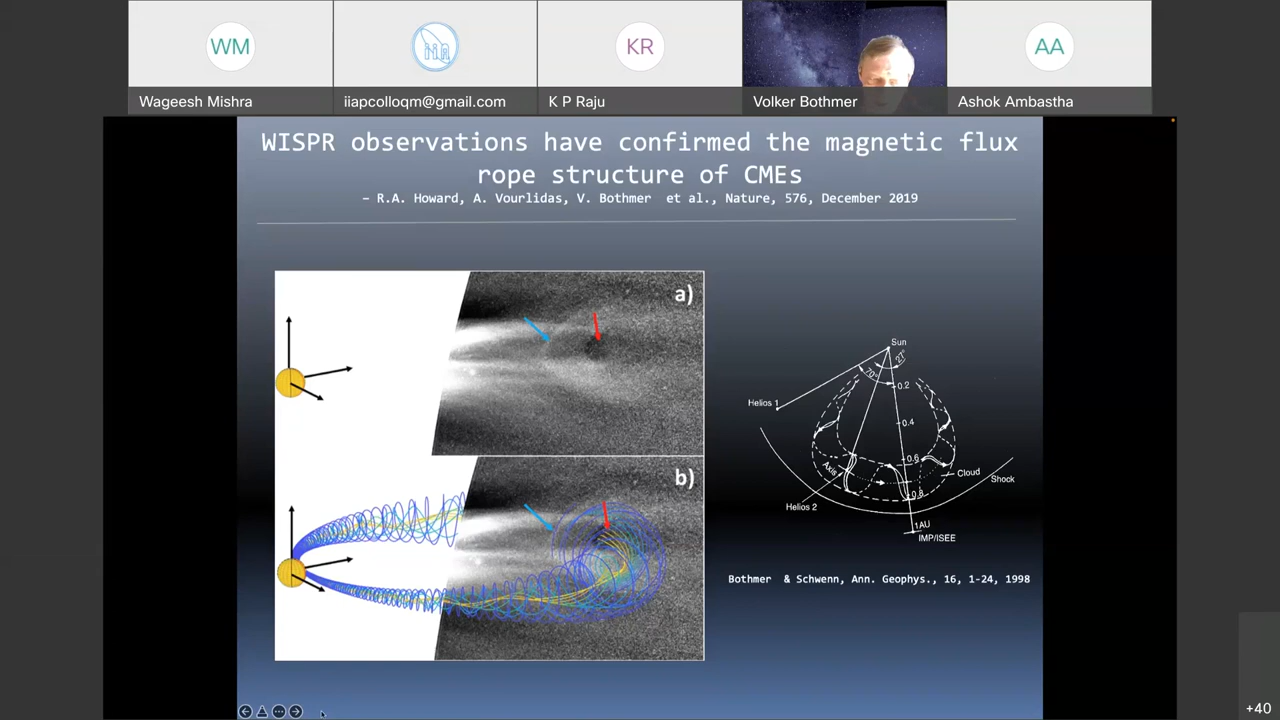 WM
iia
KR
AA
Wageesh Mishra
iiapcolloqm@gmail.com
K P Raju
Volker Bothmer
Ashok Ambastha
WISPR observations have confirmed the magnetic flux
rope structure of CMEs
– R.A. Howard, A. Vourlidas, V. Bothmer et al., Nature, 576, December 2019
a)
b)
Sun
27°
70°
0.2
Helios 1
0.4
0.6
Axis
Cloud
Shock
0.8
Helios 2
1AU
IMP/ISEE
Bothmer & Schwenn, Ann. Geophys., 16, 1-24, 1998
+40